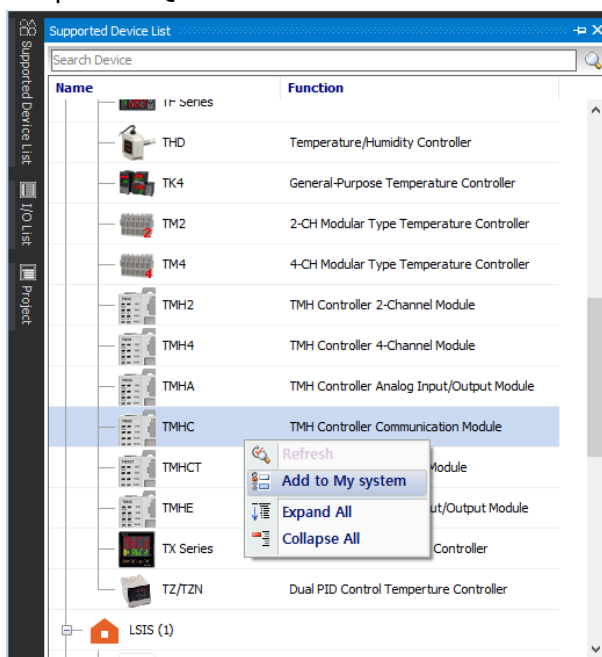 Supported Device List
Supported Device List
I/O List
Project
Search Device
Name Function
TF Series
THD Temperature/Humidity Controller
TK4 General-Purpose Temperature Controller
TM2 2-CH Modular Type Temperature Controller
TM4 4-CH Modular Type Temperature Controller
TMH2 TMH Controller 2-Channel Module
TMH4 TMH Controller 4-Channel Module
TMHA TMH Controller Analog Input/Output Module
TMHC TMH Controller Communication Module
Refresh
TMHCT Module
Add to My system
TMHE ut/Output Module
Expand All
Collapse All
TX Series Controller
TZ/TZN Dual PID Control Temperture Controller
LSIS (1)